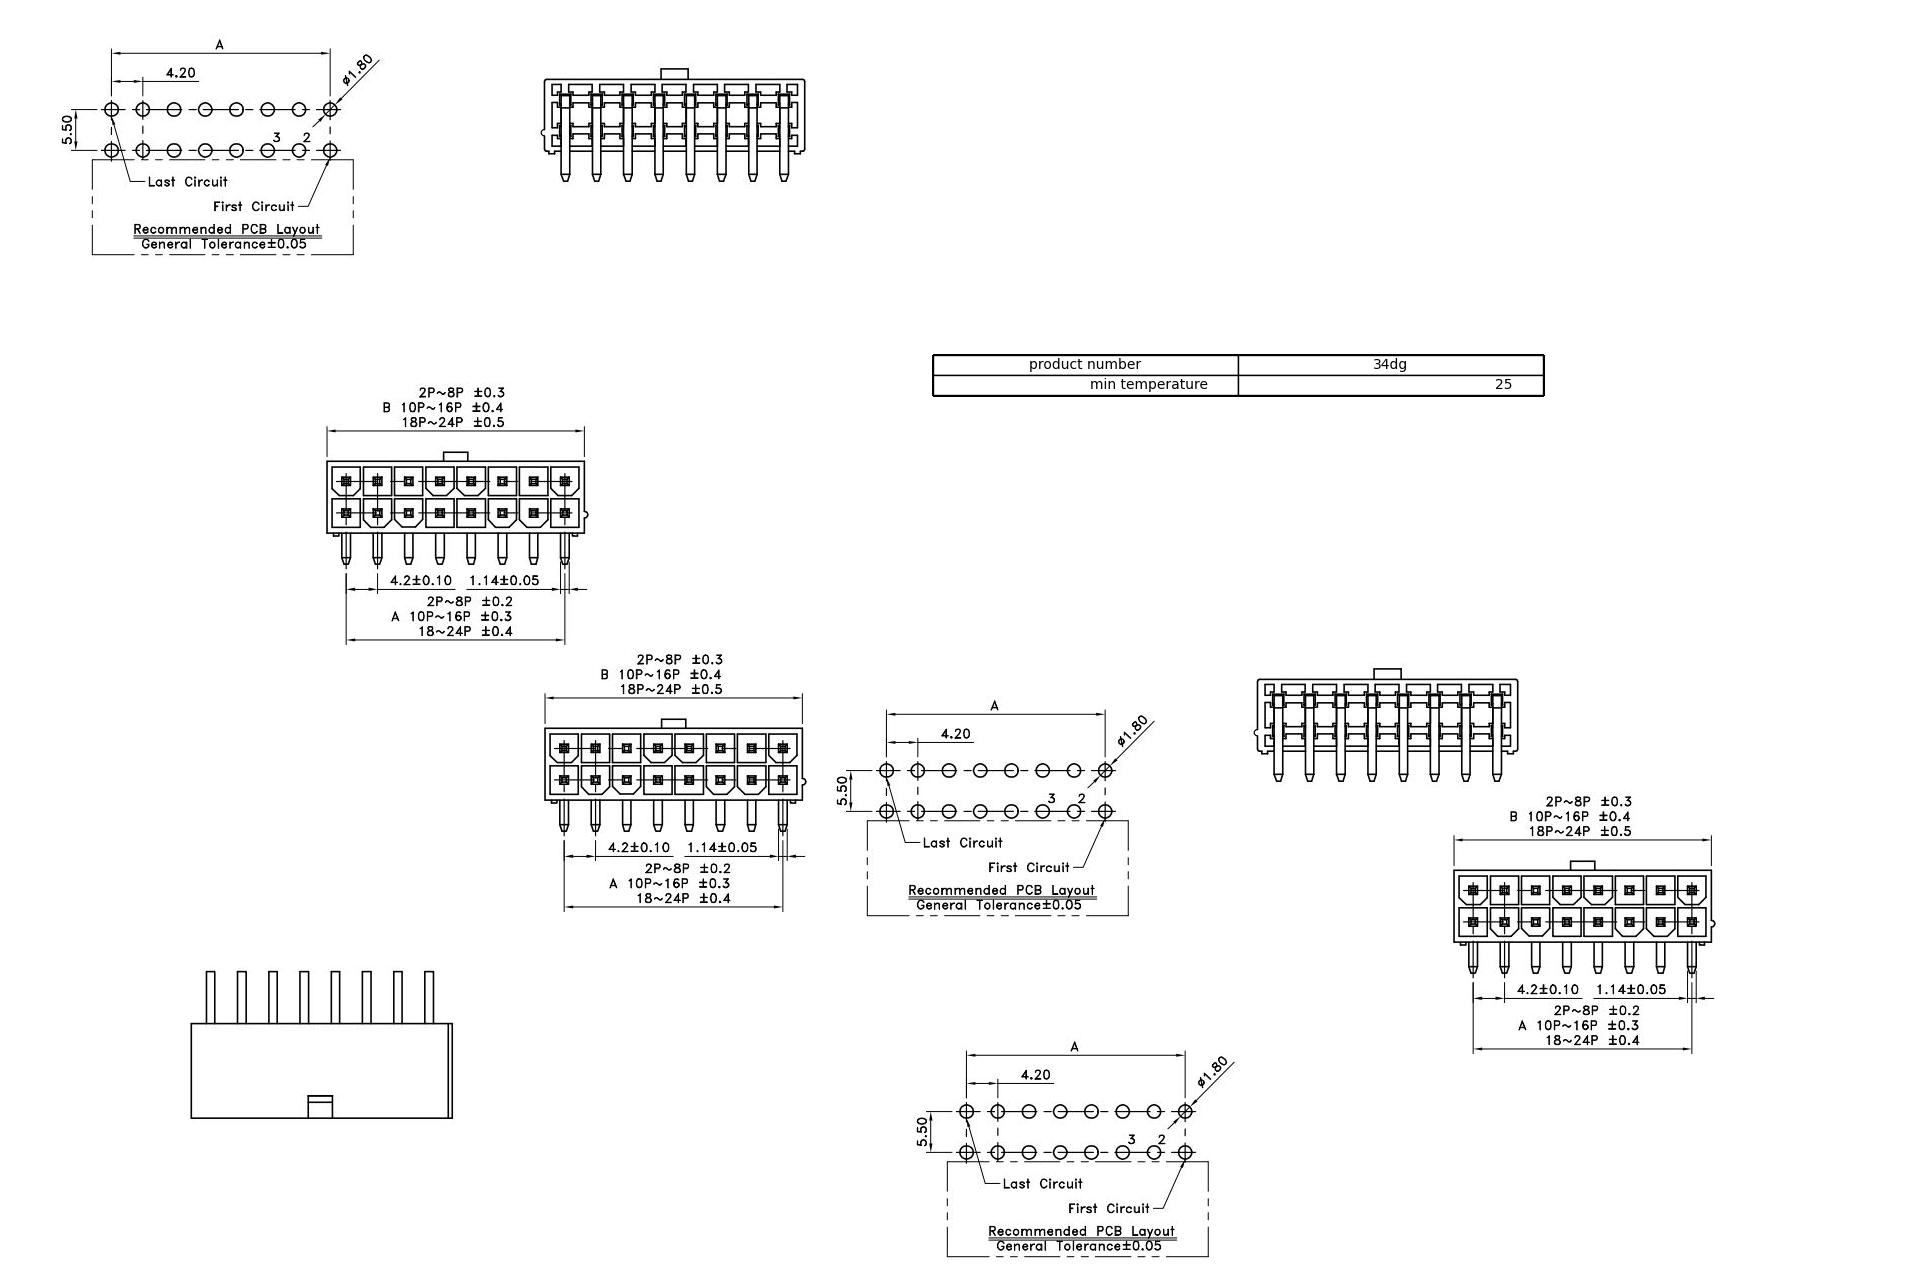 A
4.20
ø1.80
5.50
3 2
Last Circuit
First Circuit
Recommended PCB Layout
General Tolerance±0.05
product number 34dg
min temperature 25
2P~8P ±0.3
B 10P~16P ±0.4
18P~24P ±0.5
4.2±0.10 1.14±0.05
2P~8P ±0.2
A 10P~16P ±0.3
18~24P ±0.4
2P~8P ±0.3
B 10P~16P ±0.4
18P~24P ±0.5
4.2±0.10 1.14±0.05
2P~8P ±0.2
A 10P~16P ±0.3
18~24P ±0.4
A
4.20
ø1.80
5.50
3 2
Last Circuit
First Circuit
Recommended PCB Layout
General Tolerance±0.05
2P~8P ±0.3
B 10P~16P ±0.4
18P~24P ±0.5
4.2±0.10 1.14±0.05
2P~8P ±0.2
A 10P~16P ±0.3
18~24P ±0.4
A
4.20
ø1.80
5.50
3 2
Last Circuit
First Circuit
Recommended PCB Layout
General Tolerance±0.05